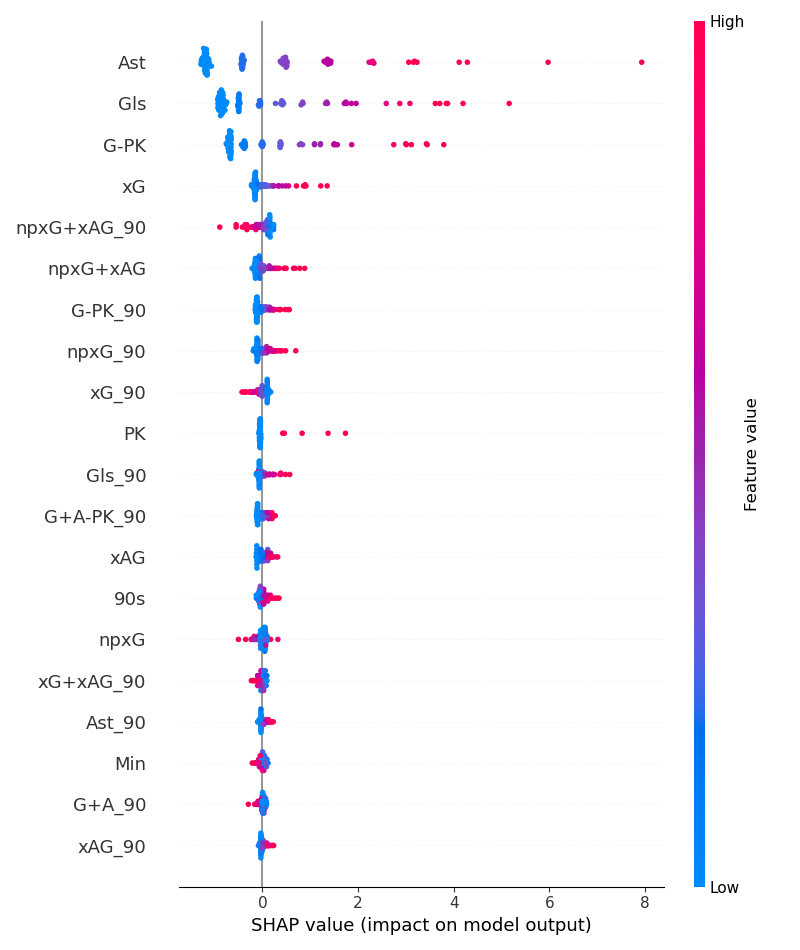 High
Ast
Gls
G-PK
xG
npxG+xAG_90
npxG+xAG
G-PK_90
npxG_90
xG_90
PK
Gls_90
G+A-PK_90
xAG
90s
npxG
xG+xAG_90
Ast_90
Min
G+A_90
xAG_90
Feature value
Low
0 2 4 6 8
SHAP value (impact on model output)